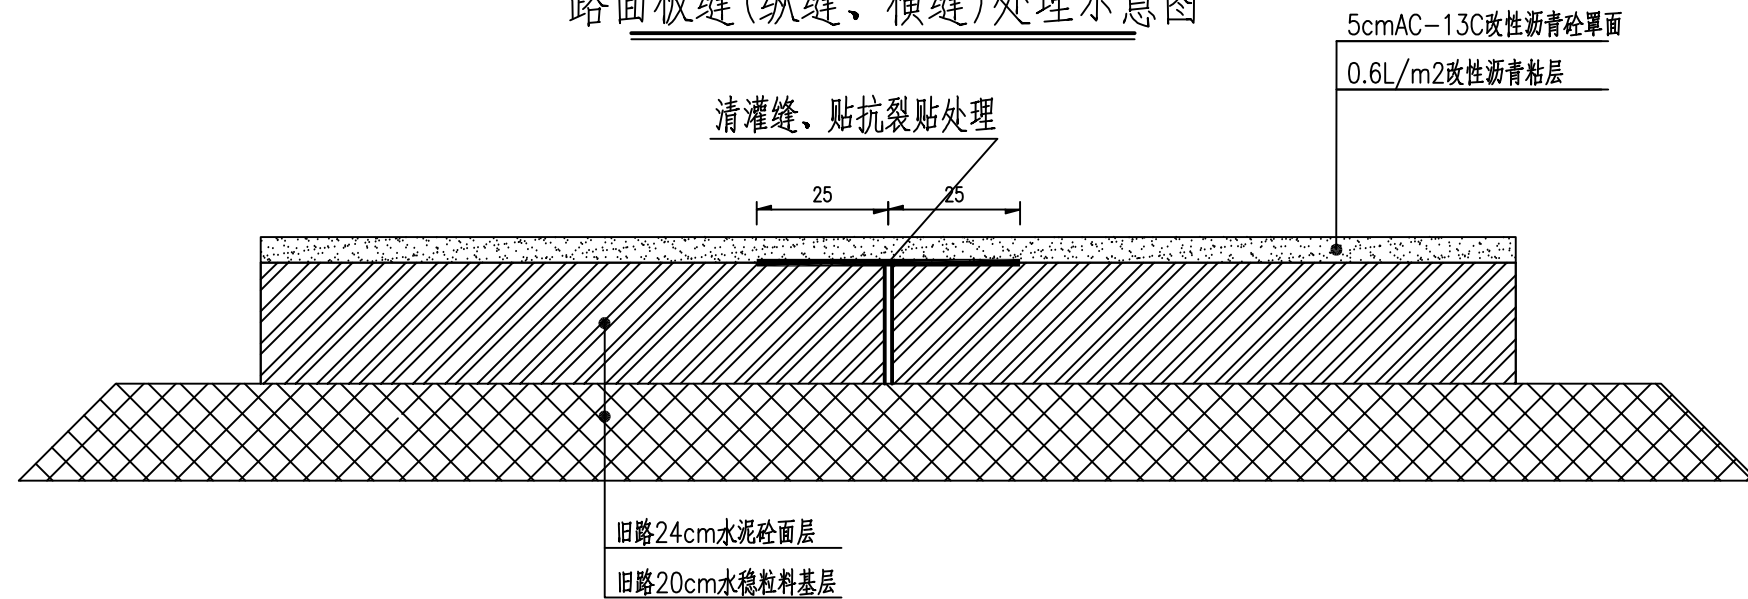 路面板缝(纵缝、横缝)处理示意图
5cmAC-13C改性沥青砼罩面
0.6L/m2改性沥青粘层
清灌缝、贴抗裂贴处理
25
25
旧路24cm水泥砼面层
旧路20cm水稳粒料基层